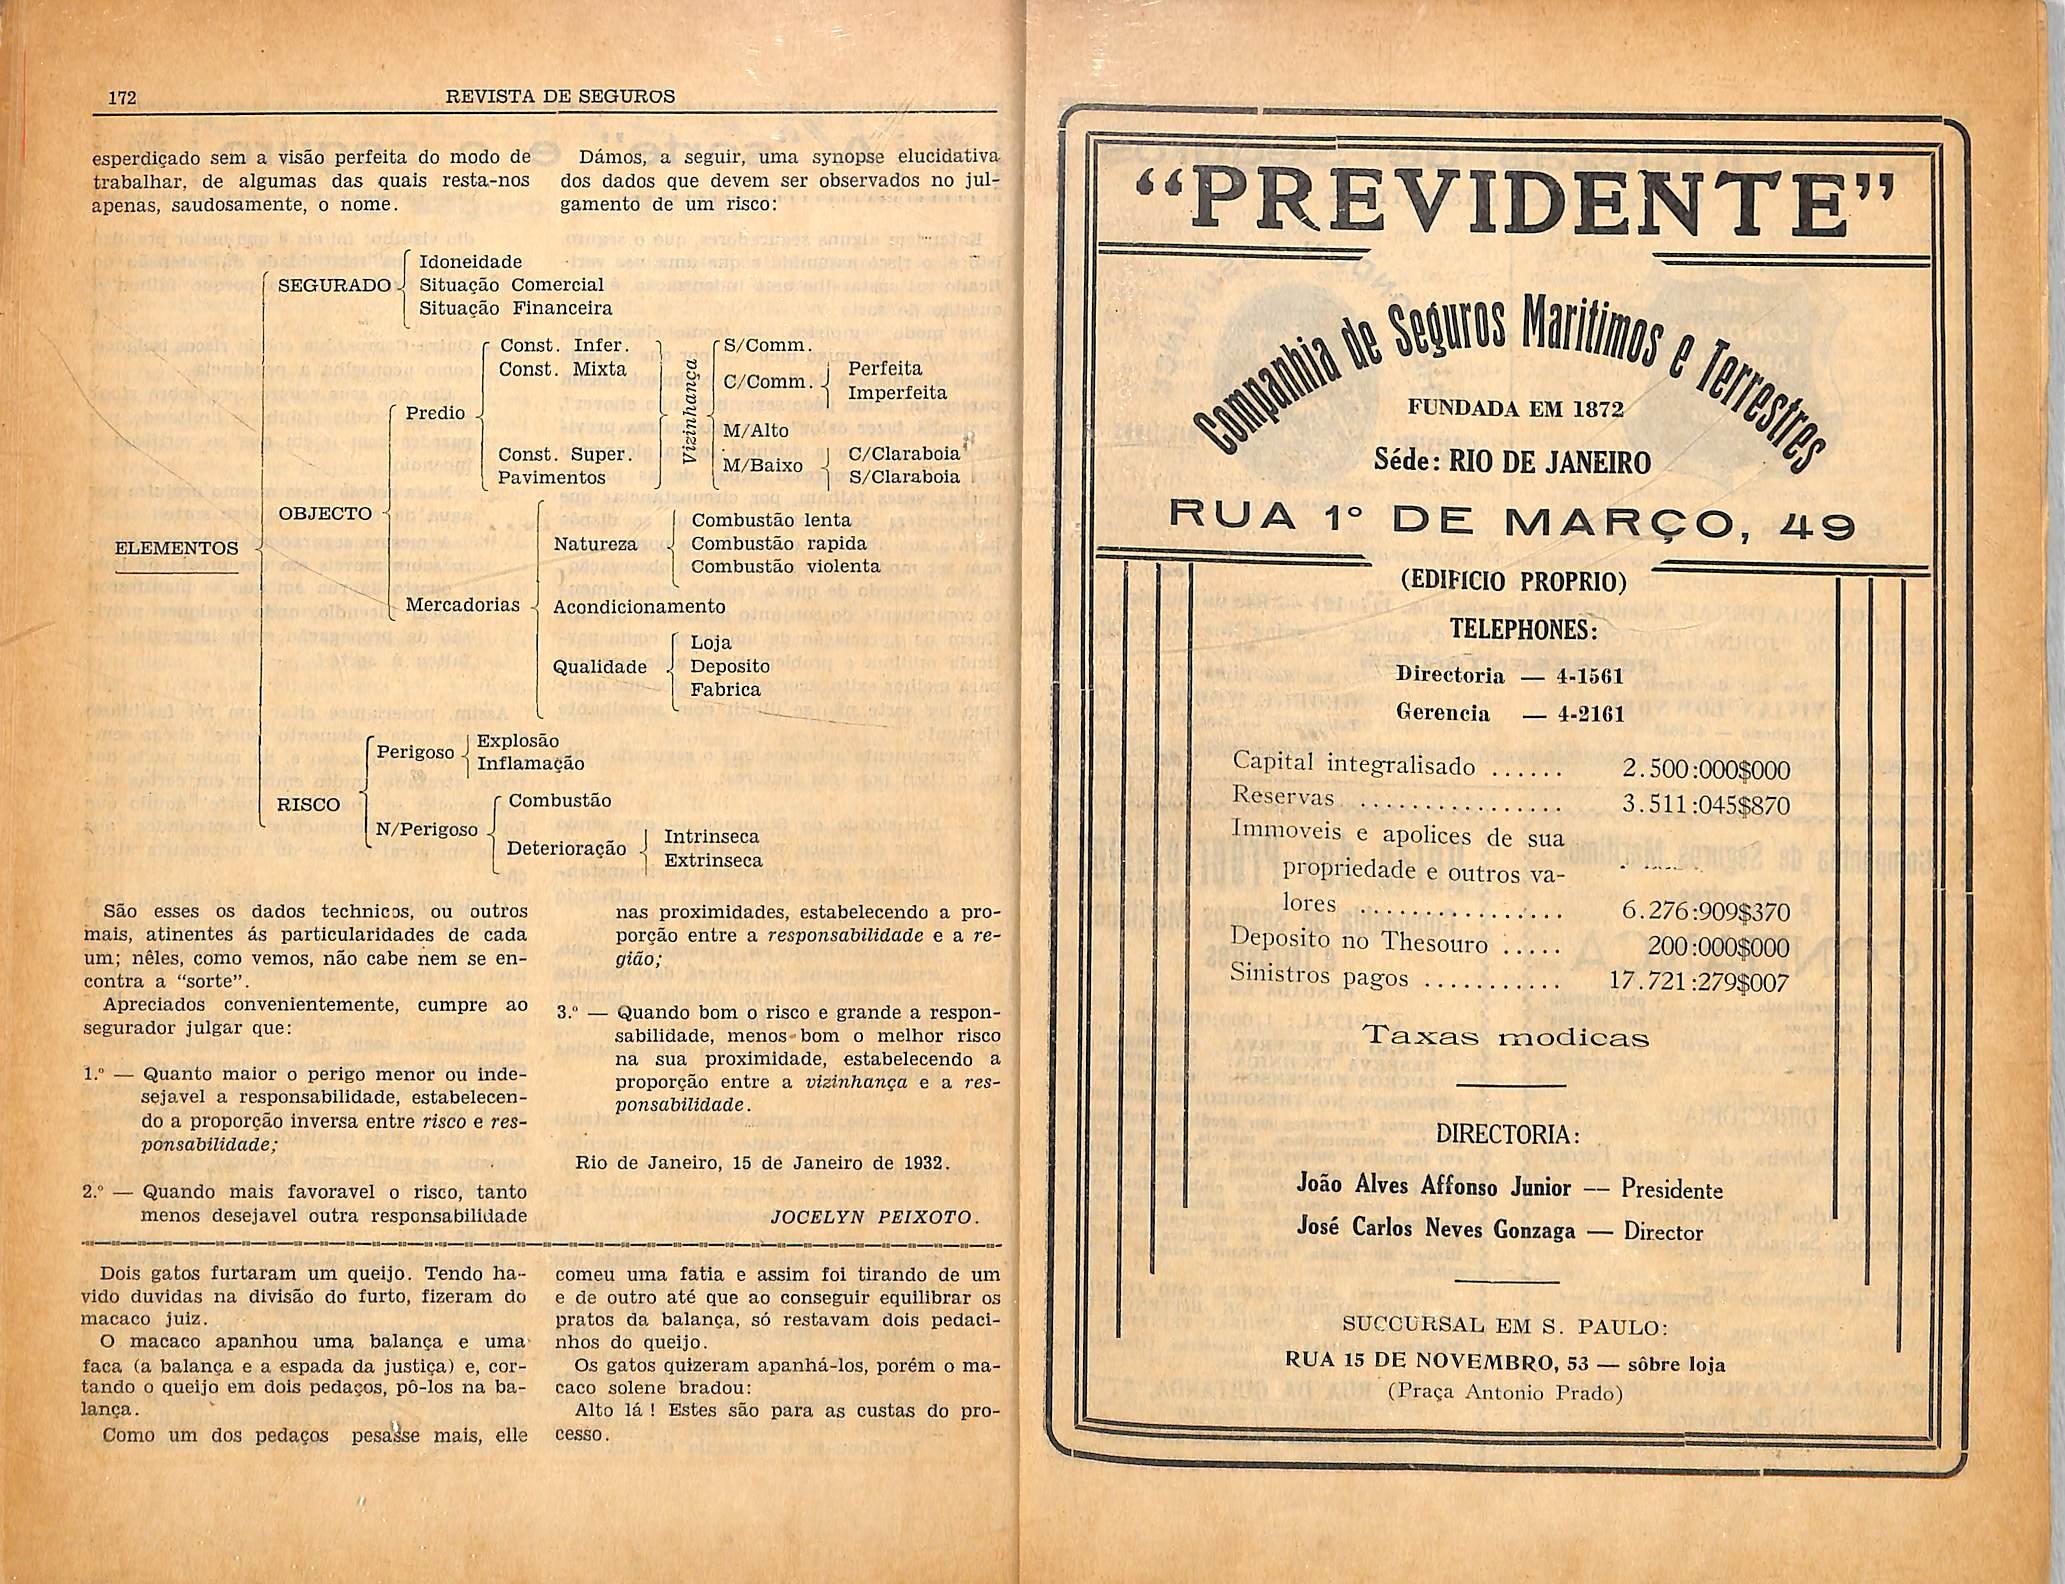 172
REVISTA DE SEGUROS
esperdiçado sem a visão perfeita do modo de
trabalhar, de algumas das quais resta-nos
apenas, saudosamente, o nome.
Dámos, a seguir, uma synopse elucidativa
dos dados que devem ser observados no jul-
gamento de um risco:
ELEMENTOS
SEGURADO
Idoneidade
Situação Comercial
Situação Financeira
OBJECTO
Predio
Const. Infer.
Const. Mixta
Const. Super.
Pavimentos
Vizinhança
S/Comm.
C/Comm.
Perfeita
Imperfeita
M/Alto
M/Baixo
C/Claraboia
S/Claraboia
Mercadorias
Natureza
Combustão lenta
Combustão rapida
Combustão violenta
Acondicionamento
Qualidade
Loja
Deposito
Fabrica
RISCO
Perigoso
Explosão
Inflamação
N/Perigoso
Combustão
Deterioração
Intrinseca
Extrinseca
São esses os dados technicos, ou outros
mais, atinentes ás particularidades de cada
um; nêles, como vemos, não cabe nem se en-
contra a "sorte".
Apreciados convenientemente, cumpre ao
segurador julgar que:
1.º — Quanto maior o perigo menor ou inde-
sejavel a responsabilidade, estabelecen-
do a proporção inversa entre risco e res-
ponsabilidade;
2.º — Quando mais favoravel o risco, tanto
menos desejavel outra responsabilidade
nas proximidades, estabelecendo a pro-
porção entre a responsabilidade e a re-
gião;
3.º — Quando bom o risco e grande a respon-
sabilidade, menos bom o melhor risco
na sua proximidade, estabelecendo a
proporção entre a vizinhança e a res-
ponsabilidade.
Rio de Janeiro, 15 de Janeiro de 1932.
JOCELYN PEIXOTO.
Dois gatos furtaram um queijo. Tendo ha-
vido duvidas na divisão do furto, fizeram do
macaco juiz.
O macaco apanhou uma balança e uma
faca (a balança e a espada da justiça) e, cor-
tando o queijo em dois pedaços, pô-los na ba-
lança.
Como um dos pedaços pesasse mais, elle
comeu uma fatia e assim foi tirando de um
e de outro até que ao conseguir equilibrar os
pratos da balança, só restavam dois pedaci-
nhos do queijo.
Os gatos quizeram apanhá-los, porém o ma-
caco solene bradou:
Alto lá! Estes são para as custas do pro-
cesso.
"PREVIDENTE"
Companhia de Seguros Maritimos e Terrestres
FUNDADA EM 1872
Séde: RIO DE JANEIRO
RUA 1º DE MARÇO, 49
(EDIFICIO PROPRIO)
TELEPHONES:
Directoria — 4-1561
Gerencia — 4-2161
Capital integralisado ...... 2.500:000$000
Reservas ................ 3.511:045$870
Immoveis e apolices de sua
propriedade e outros va-
lores ................ 6.276:909$370
Deposito no Thesouro ..... 200:000$000
Sinistros pagos ........... 17.721:279$007
Taxas modicas
DIRECTORIA:
João Alves Affonso Junior — Presidente
José Carlos Neves Gonzaga — Director
SUCCURSAL EM S. PAULO:
RUA 15 DE NOVEMBRO, 53 — sôbre loja
(Praça Antonio Prado)